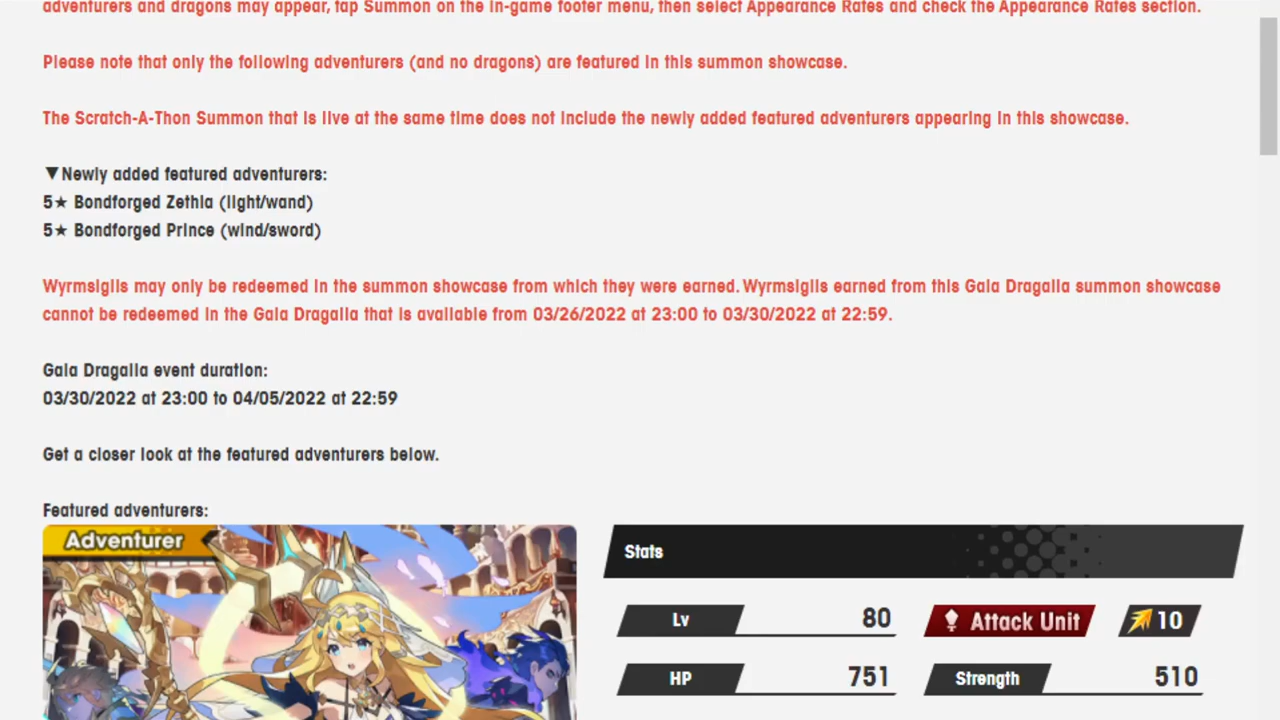 adventurers and dragons may appear, tap Summon on the in-game footer menu, then select Appearance Rates and check the Appearance Rates section.
Please note that only the following adventurers (and no dragons) are featured in this summon showcase.
The Scratch-A-Thon Summon that is live at the same time does not include the newly added featured adventurers appearing in this showcase.
▼Newly added featured adventurers:
5★ Bondforged Zethia (light/wand)
5★ Bondforged Prince (wind/sword)
Wyrmsigils may only be redeemed in the summon showcase from which they were earned. Wyrmsigils earned from this Gala Dragalia summon showcase
cannot be redeemed in the Gala Dragalia that is available from 03/26/2022 at 23:00 to 03/30/2022 at 22:59.
Gala Dragalia event duration:
03/30/2022 at 23:00 to 04/05/2022 at 22:59
Get a closer look at the featured adventurers below.
Featured adventurers:
Adventurer
Stats
Lv 80 Attack Unit 10
HP 751 Strength 510